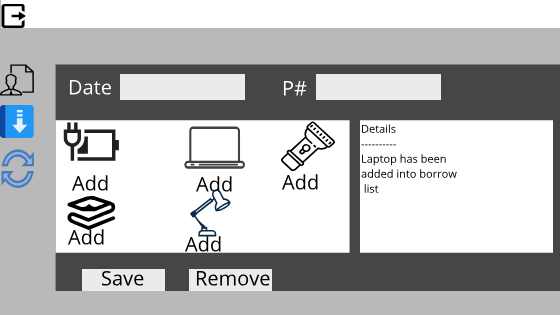 Date P#
Add Add Add
Add Add
Details
----------
Laptop has been
added into borrow
list
Save Remove